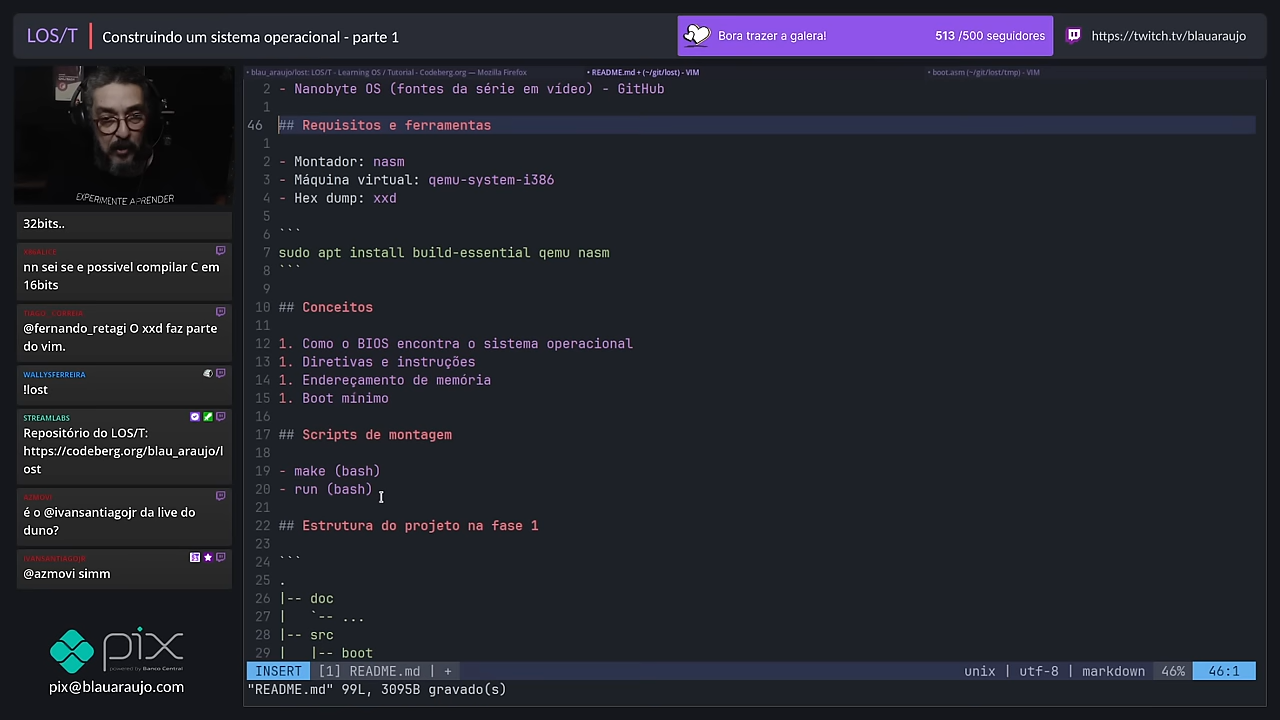 LOS/T
Construindo um sistema operacional - parte 1
Bora trazer a galera!
513 /500 seguidores
https://twitch.tv/blauaraujo
EXPERIMENTE APRENDER
32bits..
nn sei se e possivel compilar C em
16bits
TIAGO_CORREIA
@fernando_retagi O xxd faz parte
do vim.
WALLYSFERREIRA
!lost
STREAMLABS
Repositório do LOS/T:
https://codeberg.org/blau_araujo/l
ost
AZMOVI
é o @ivansantiagojr da live do
duno?
IVANSANTIAGOJR
@azmovi simm
pix
powered by Banco Central
pix@blauaraujo.com
• blau_araujo/lost: LOS/T - Learning OS / Tutorial - Codeberg.org — Mozilla Firefox
• README.md + (~/git/lost) - VIM
• boot.asm (~/git/lost/tmp) - VIM
2 - Nanobyte OS (fontes da série em vídeo) - GitHub
1
46 ## Requisitos e ferramentas
1
2 - Montador: nasm
3 - Máquina virtual: qemu-system-i386
4 - Hex dump: xxd
5
6 ```
7 sudo apt install build-essential qemu nasm
8 ```
9
10 ## Conceitos
11
12 1. Como o BIOS encontra o sistema operacional
13 1. Diretivas e instruções
14 1. Endereçamento de memória
15 1. Boot mínimo
16
17 ## Scripts de montagem
18
19 - make (bash)
20 - run (bash)
21
22 ## Estrutura do projeto na fase 1
23
24 ```
25 .
26 |-- doc
27 |   `-- ...
28 |-- src
29 |   |-- boot
INSERT [1] README.md | +
unix | utf-8 | markdown 46% 46:1
"README.md" 99L, 3095B gravado(s)